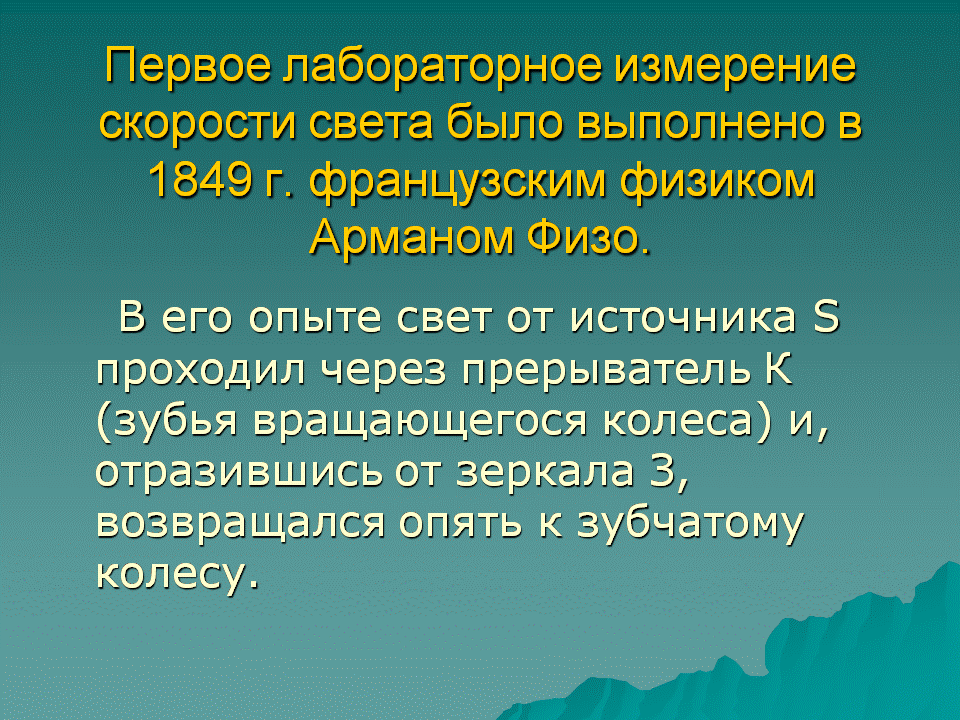 Первое лабораторное измерение
скорости света было выполнено в
1849 г. французским физиком
Арманом Физо.
В его опыте свет от источника S
проходил через прерыватель К
(зубья вращающегося колеса) и,
отразившись от зеркала З,
возвращался опять к зубчатому
колесу.